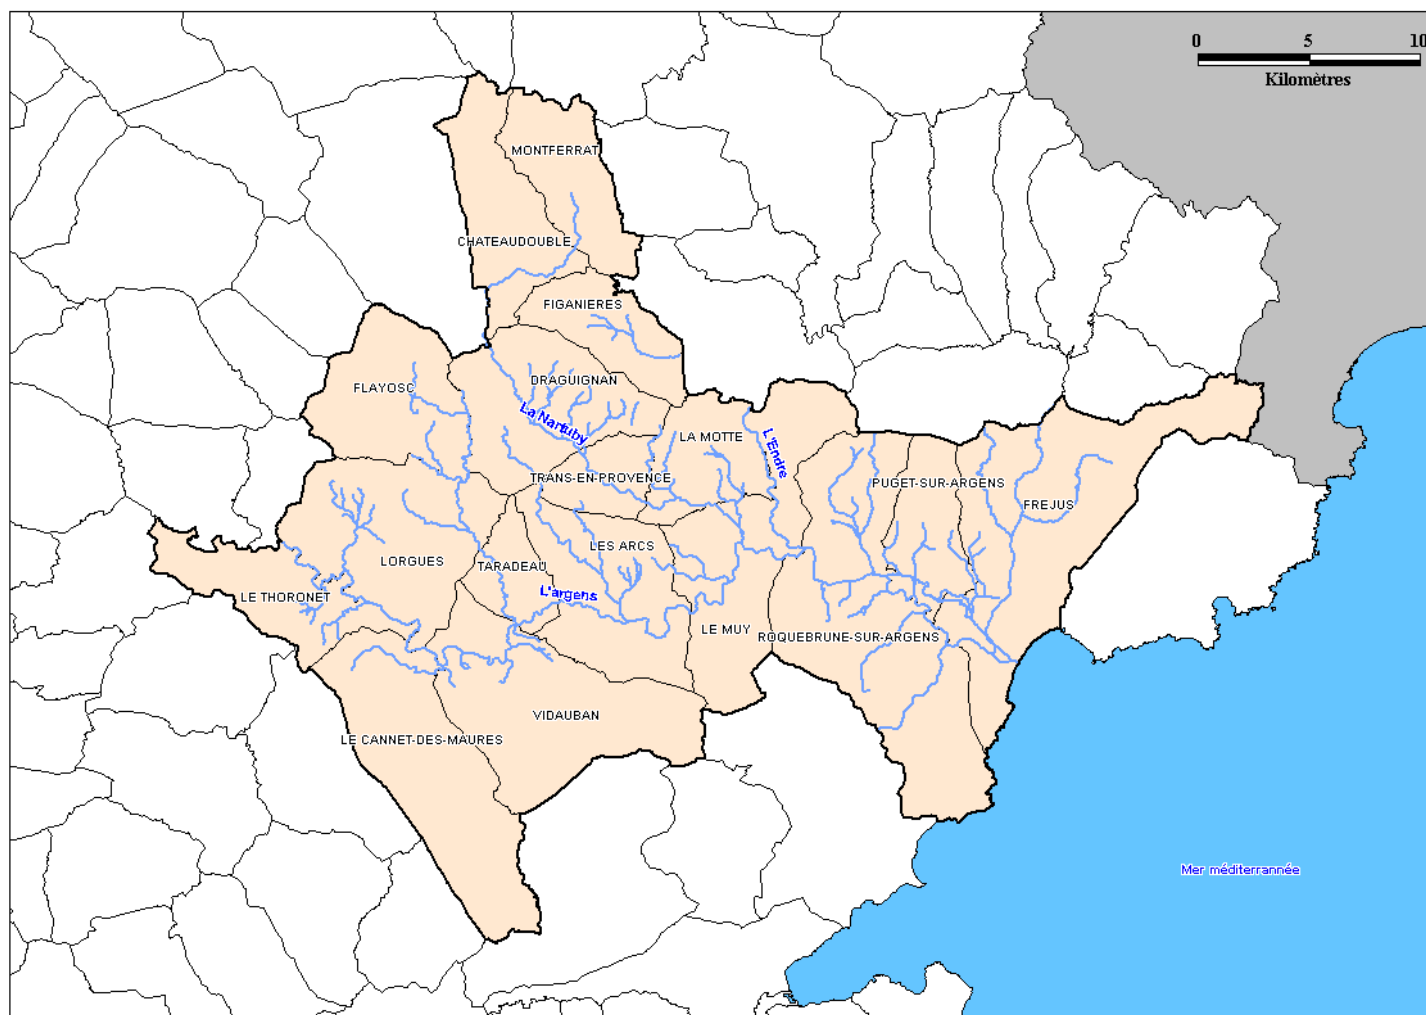 0 5 10
Kilomètres
MONTFERRAT
CHATEAUDOUBLE
FIGANIERES
DRAGUIGNAN
FLAYOSC
La Nartuby
LA MOTTE
L'Endre
TRANS-EN-PROVENCE
PUGET-SUR-ARGENS
FREJUS
LES ARCS
LORGUES
TARADEAU
L'argens
LE THORONET
LE MUY
ROQUEBRUNE-SUR-ARGENS
VIDAUBAN
LE CANNET-DES-MAURES
Mer méditerrannée